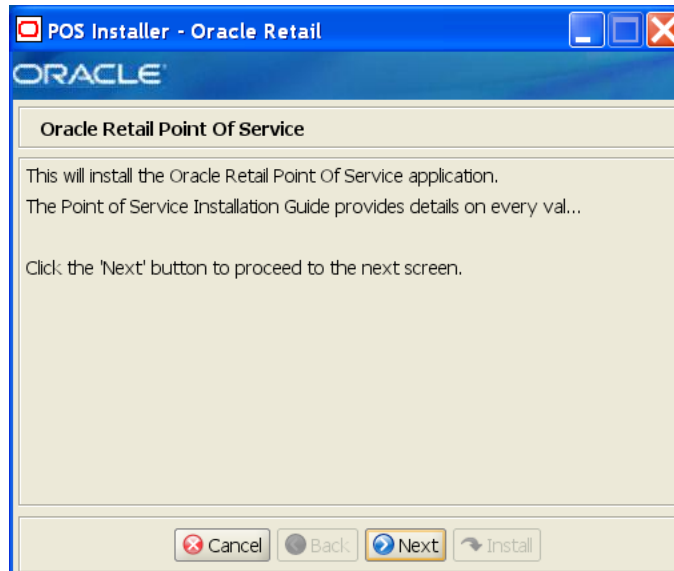 POS Installer - Oracle Retail
ORACLE
Oracle Retail Point Of Service
This will install the Oracle Retail Point Of Service application.
The Point of Service Installation Guide provides details on every val...
Click the 'Next' button to proceed to the next screen.
Cancel Back Next Install